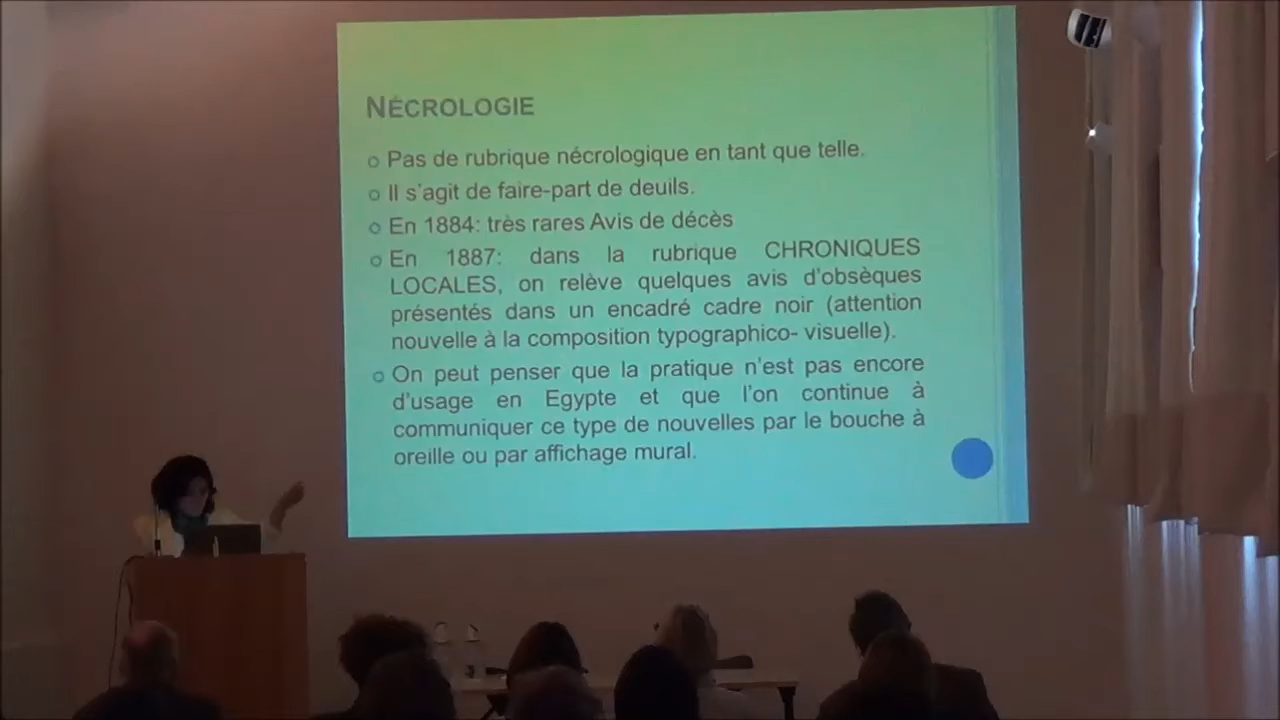 NÉCROLOGIE
Pas de rubrique nécrologique en tant que telle.
Il s'agit de faire-part de deuils.
En 1884: très rares Avis de décès
En 1887: dans la rubrique CHRONIQUES
LOCALES, on relève quelques avis d'obsèques
présentés dans un encadré cadre noir (attention
nouvelle à la composition typographico- visuelle).
On peut penser que la pratique n'est pas encore
d'usage en Egypte et que l'on continue à
communiquer ce type de nouvelles par le bouche à
oreille ou par affichage mural.